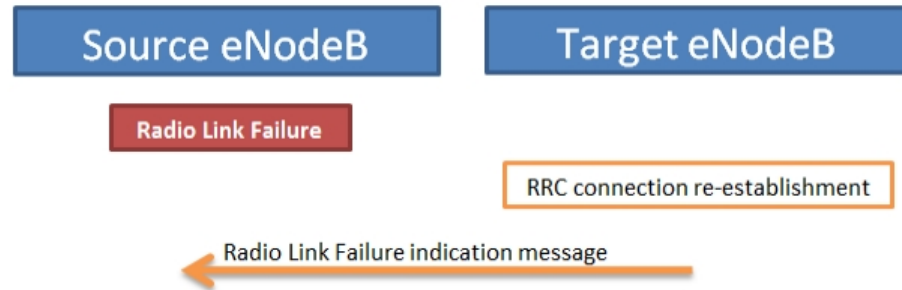 Source eNodeB
Target eNodeB
Radio Link Failure
RRC connection re-establishment
Radio Link Failure indication message